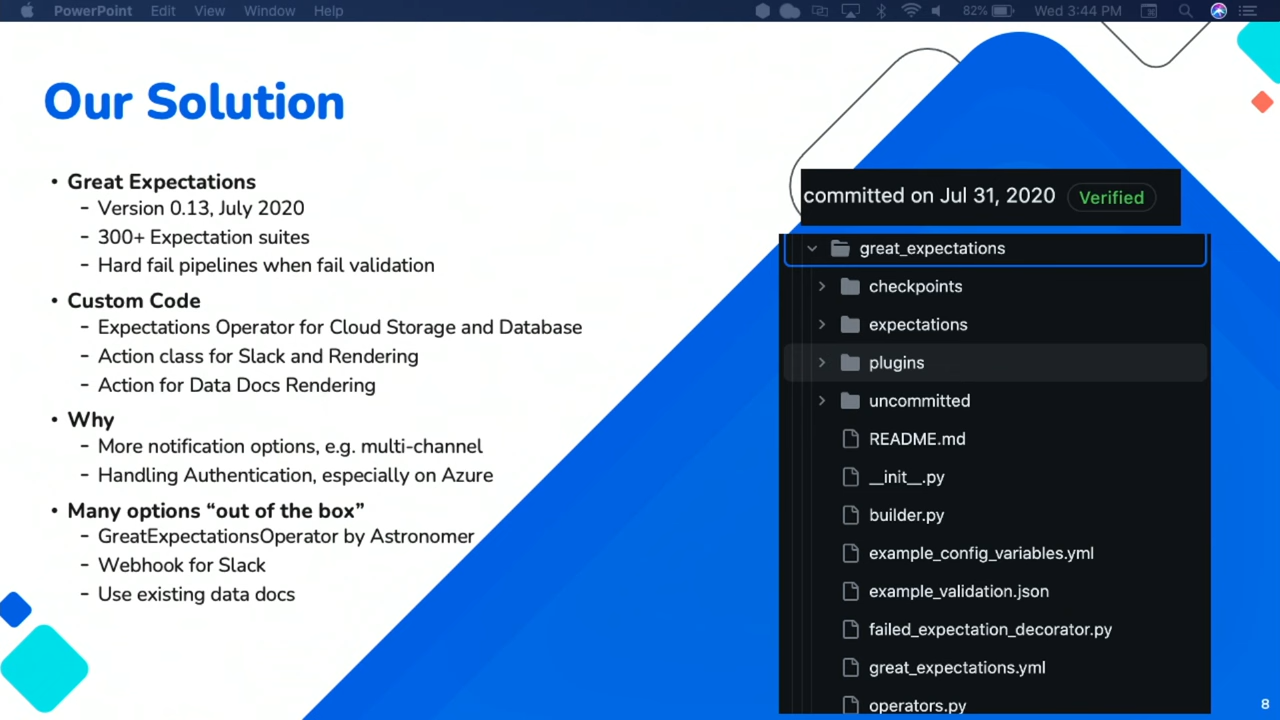 PowerPoint Edit View Window Help 82% Wed 3:44 PM
Our Solution
• Great Expectations
- Version 0.13, July 2020
- 300+ Expectation suites
- Hard fail pipelines when fail validation
• Custom Code
- Expectations Operator for Cloud Storage and Database
- Action class for Slack and Rendering
- Action for Data Docs Rendering
• Why
- More notification options, e.g. multi-channel
- Handling Authentication, especially on Azure
• Many options “out of the box”
- GreatExpectationsOperator by Astronomer
- Webhook for Slack
- Use existing data docs
committed on Jul 31, 2020 Verified
great_expectations
checkpoints
expectations
plugins
uncommitted
README.md
__init__.py
builder.py
example_config_variables.yml
example_validation.json
failed_expectation_decorator.py
great_expectations.yml
operators.py
8